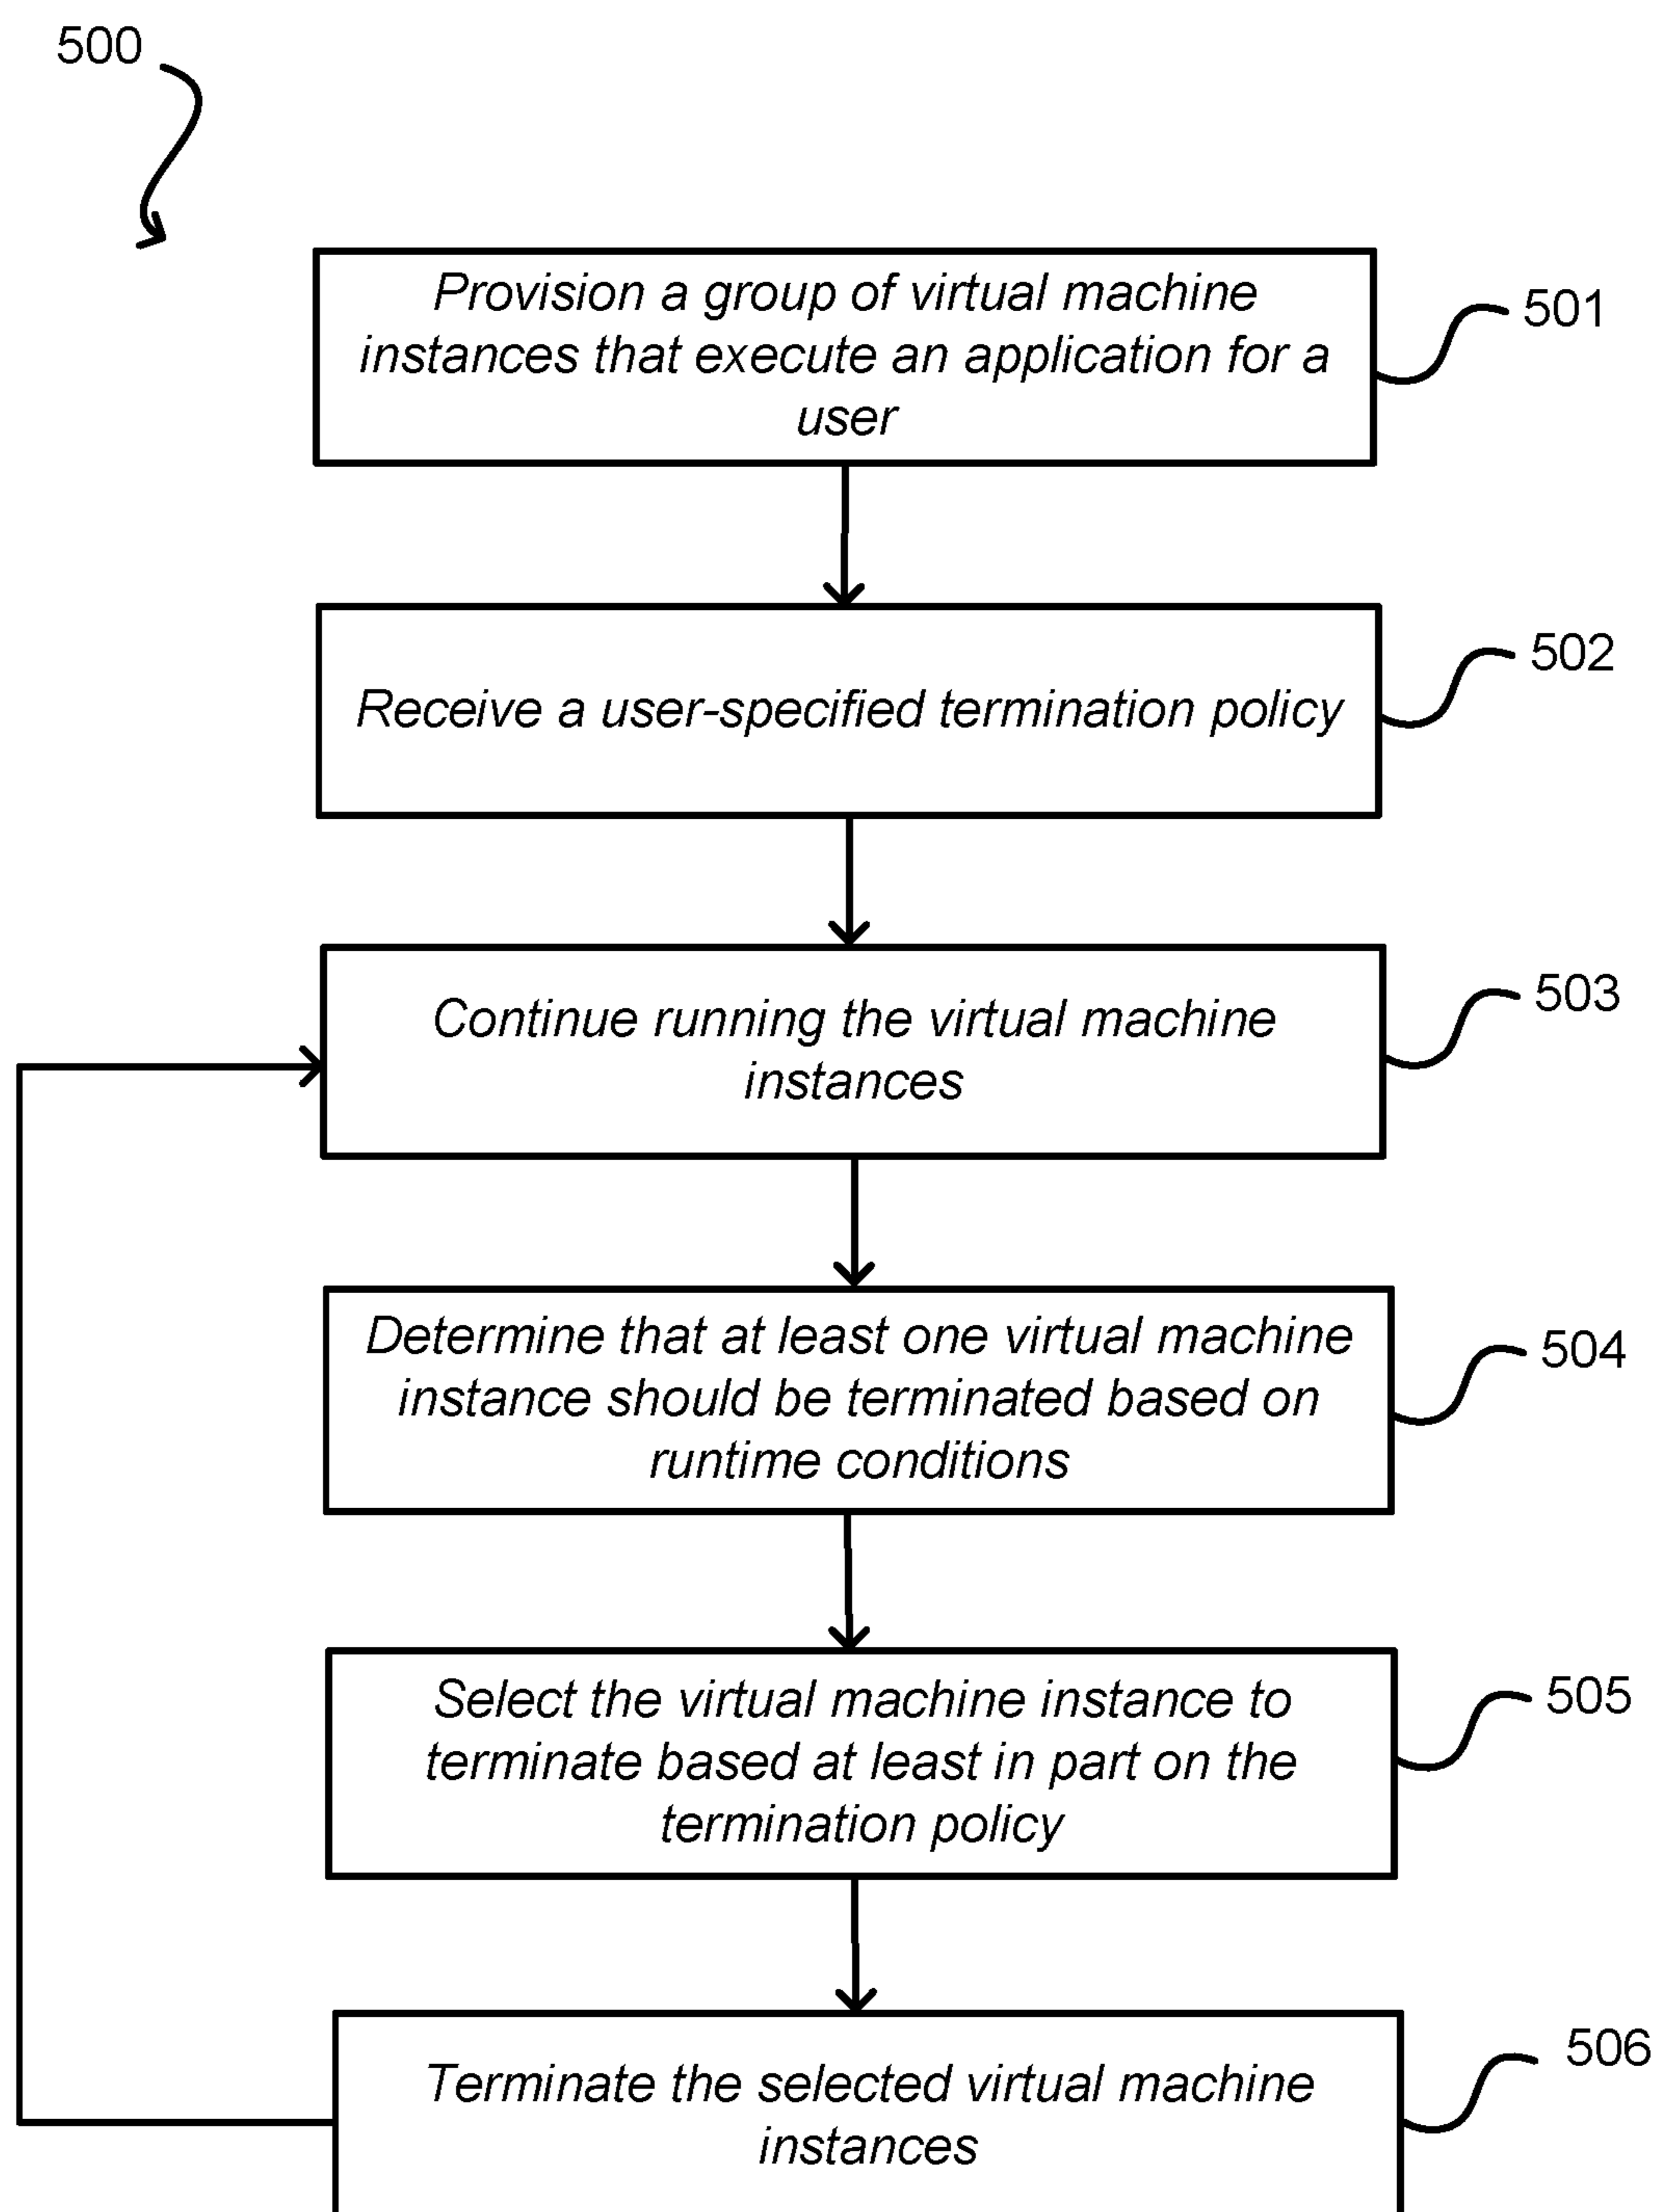 500
Provision a group of virtual machine
instances that execute an application for a
user
501
Receive a user-specified termination policy
502
Continue running the virtual machine
instances
503
Determine that at least one virtual machine
instance should be terminated based on
runtime conditions
504
Select the virtual machine instance to
terminate based at least in part on the
termination policy
505
Terminate the selected virtual machine
instances
506